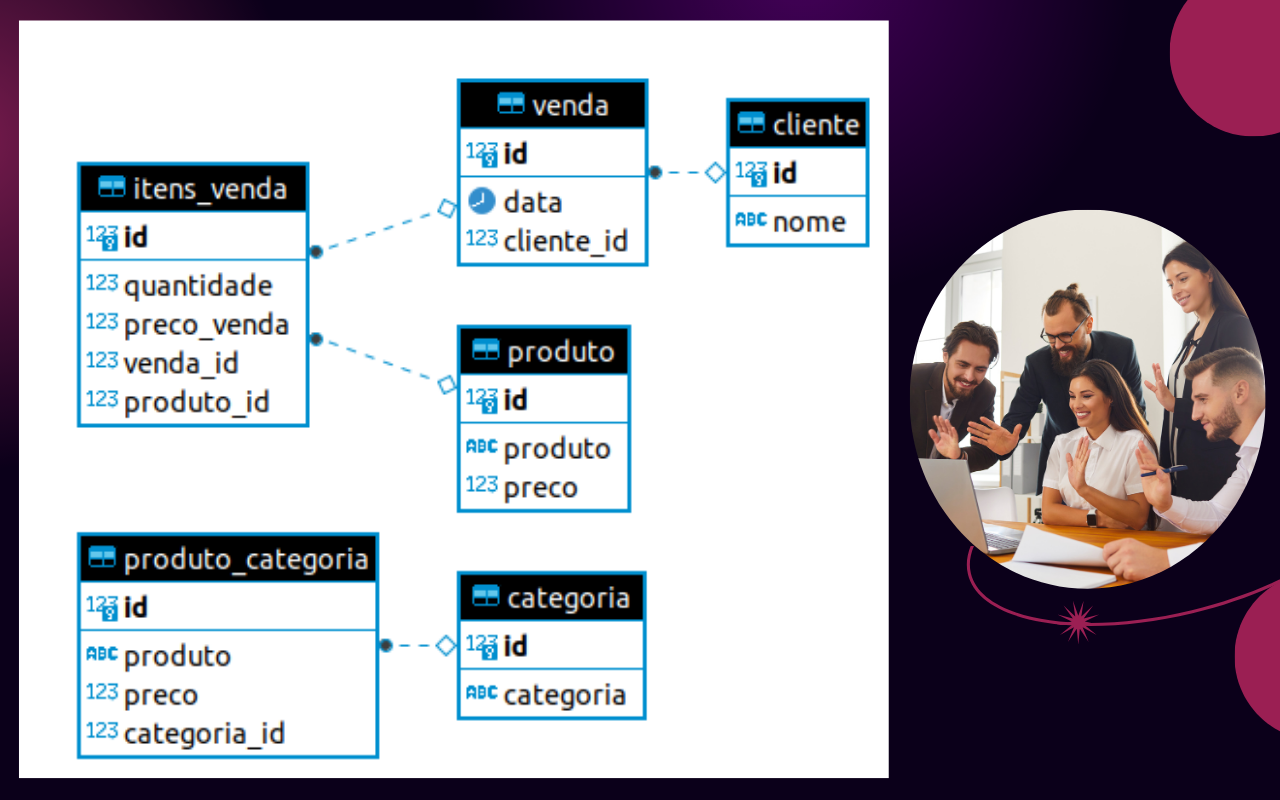 itens_venda
123 id
123 quantidade
123 preco_venda
123 venda_id
123 produto_id
venda
123 id
data
123 cliente_id
cliente
123 id
ABC nome
produto
123 id
ABC produto
123 preco
produto_categoria
123 id
ABC produto
123 preco
123 categoria_id
categoria
123 id
ABC categoria